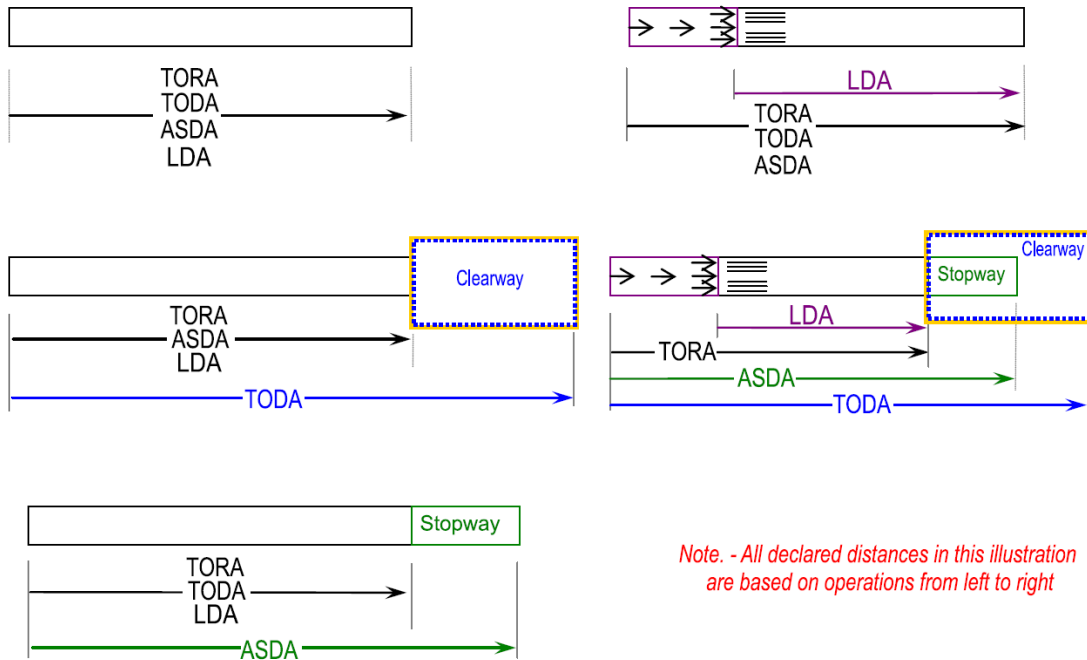 TORA
TODA
ASDA
LDA
LDA
TORA
TODA
ASDA
Clearway
TORA
ASDA
LDA
TODA
Clearway
Stopway
LDA
TORA
ASDA
TODA
Stopway
TORA
TODA
LDA
ASDA
Note. - All declared distances in this illustration
are based on operations from left to right